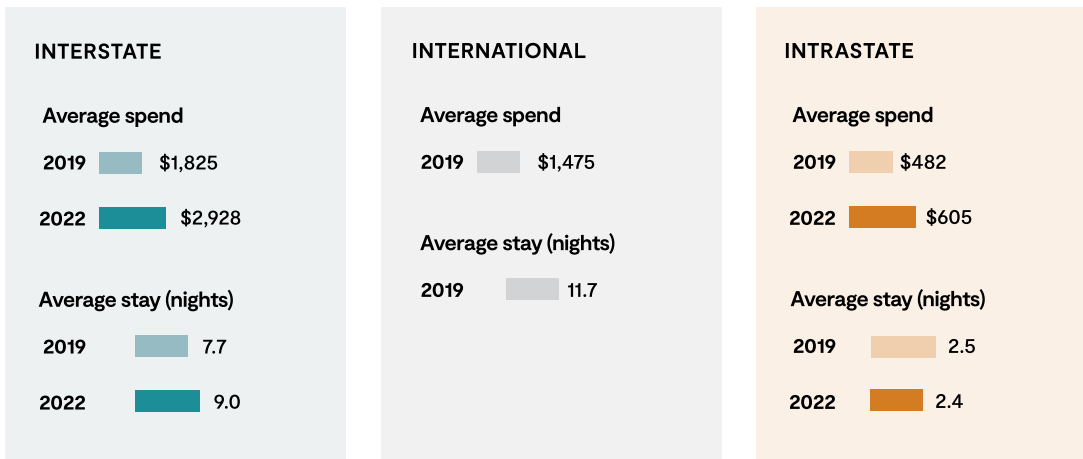 INTERSTATE
Average spend
2019 $1,825
2022 $2,928
Average stay (nights)
2019 7.7
2022 9.0
INTERNATIONAL
Average spend
2019 $1,475
Average stay (nights)
2019 11.7
INTRASTATE
Average spend
2019 $482
2022 $605
Average stay (nights)
2019 2.5
2022 2.4